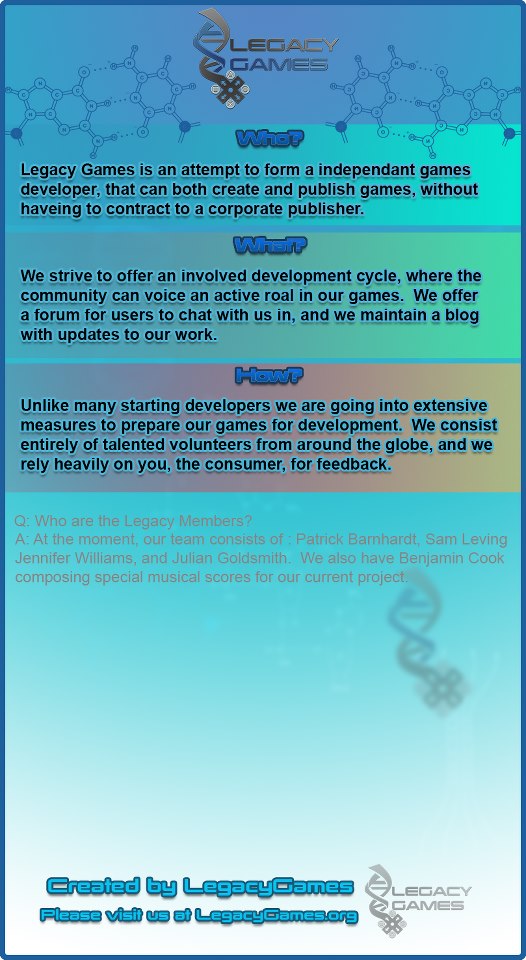 LEGACY
GAMES
Who?
Legacy Games is an attempt to form a independant games
developer, that can both create and publish games, without
haveing to contract to a corporate publisher.
What?
We strive to offer an involved development cycle, where the
community can voice an active roal in our games.  We offer
a forum for users to chat with us in, and we maintain a blog
with updates to our work.
How?
Unlike many starting developers we are going into extensive
measures to prepare our games for development.  We consist
entirely of talented volunteers from around the globe, and we
rely heavily on you, the consumer, for feedback.
Q: Who are the Legacy Members?
A: At the moment, our team consists of : Patrick Barnhardt, Sam Leving
Jennifer Williams, and Julian Goldsmith.  We also have Benjamin Cook
composing special musical scores for our current project.
Created by LegacyGames
Please visit us at LegacyGames.org
LEGACY
GAMES